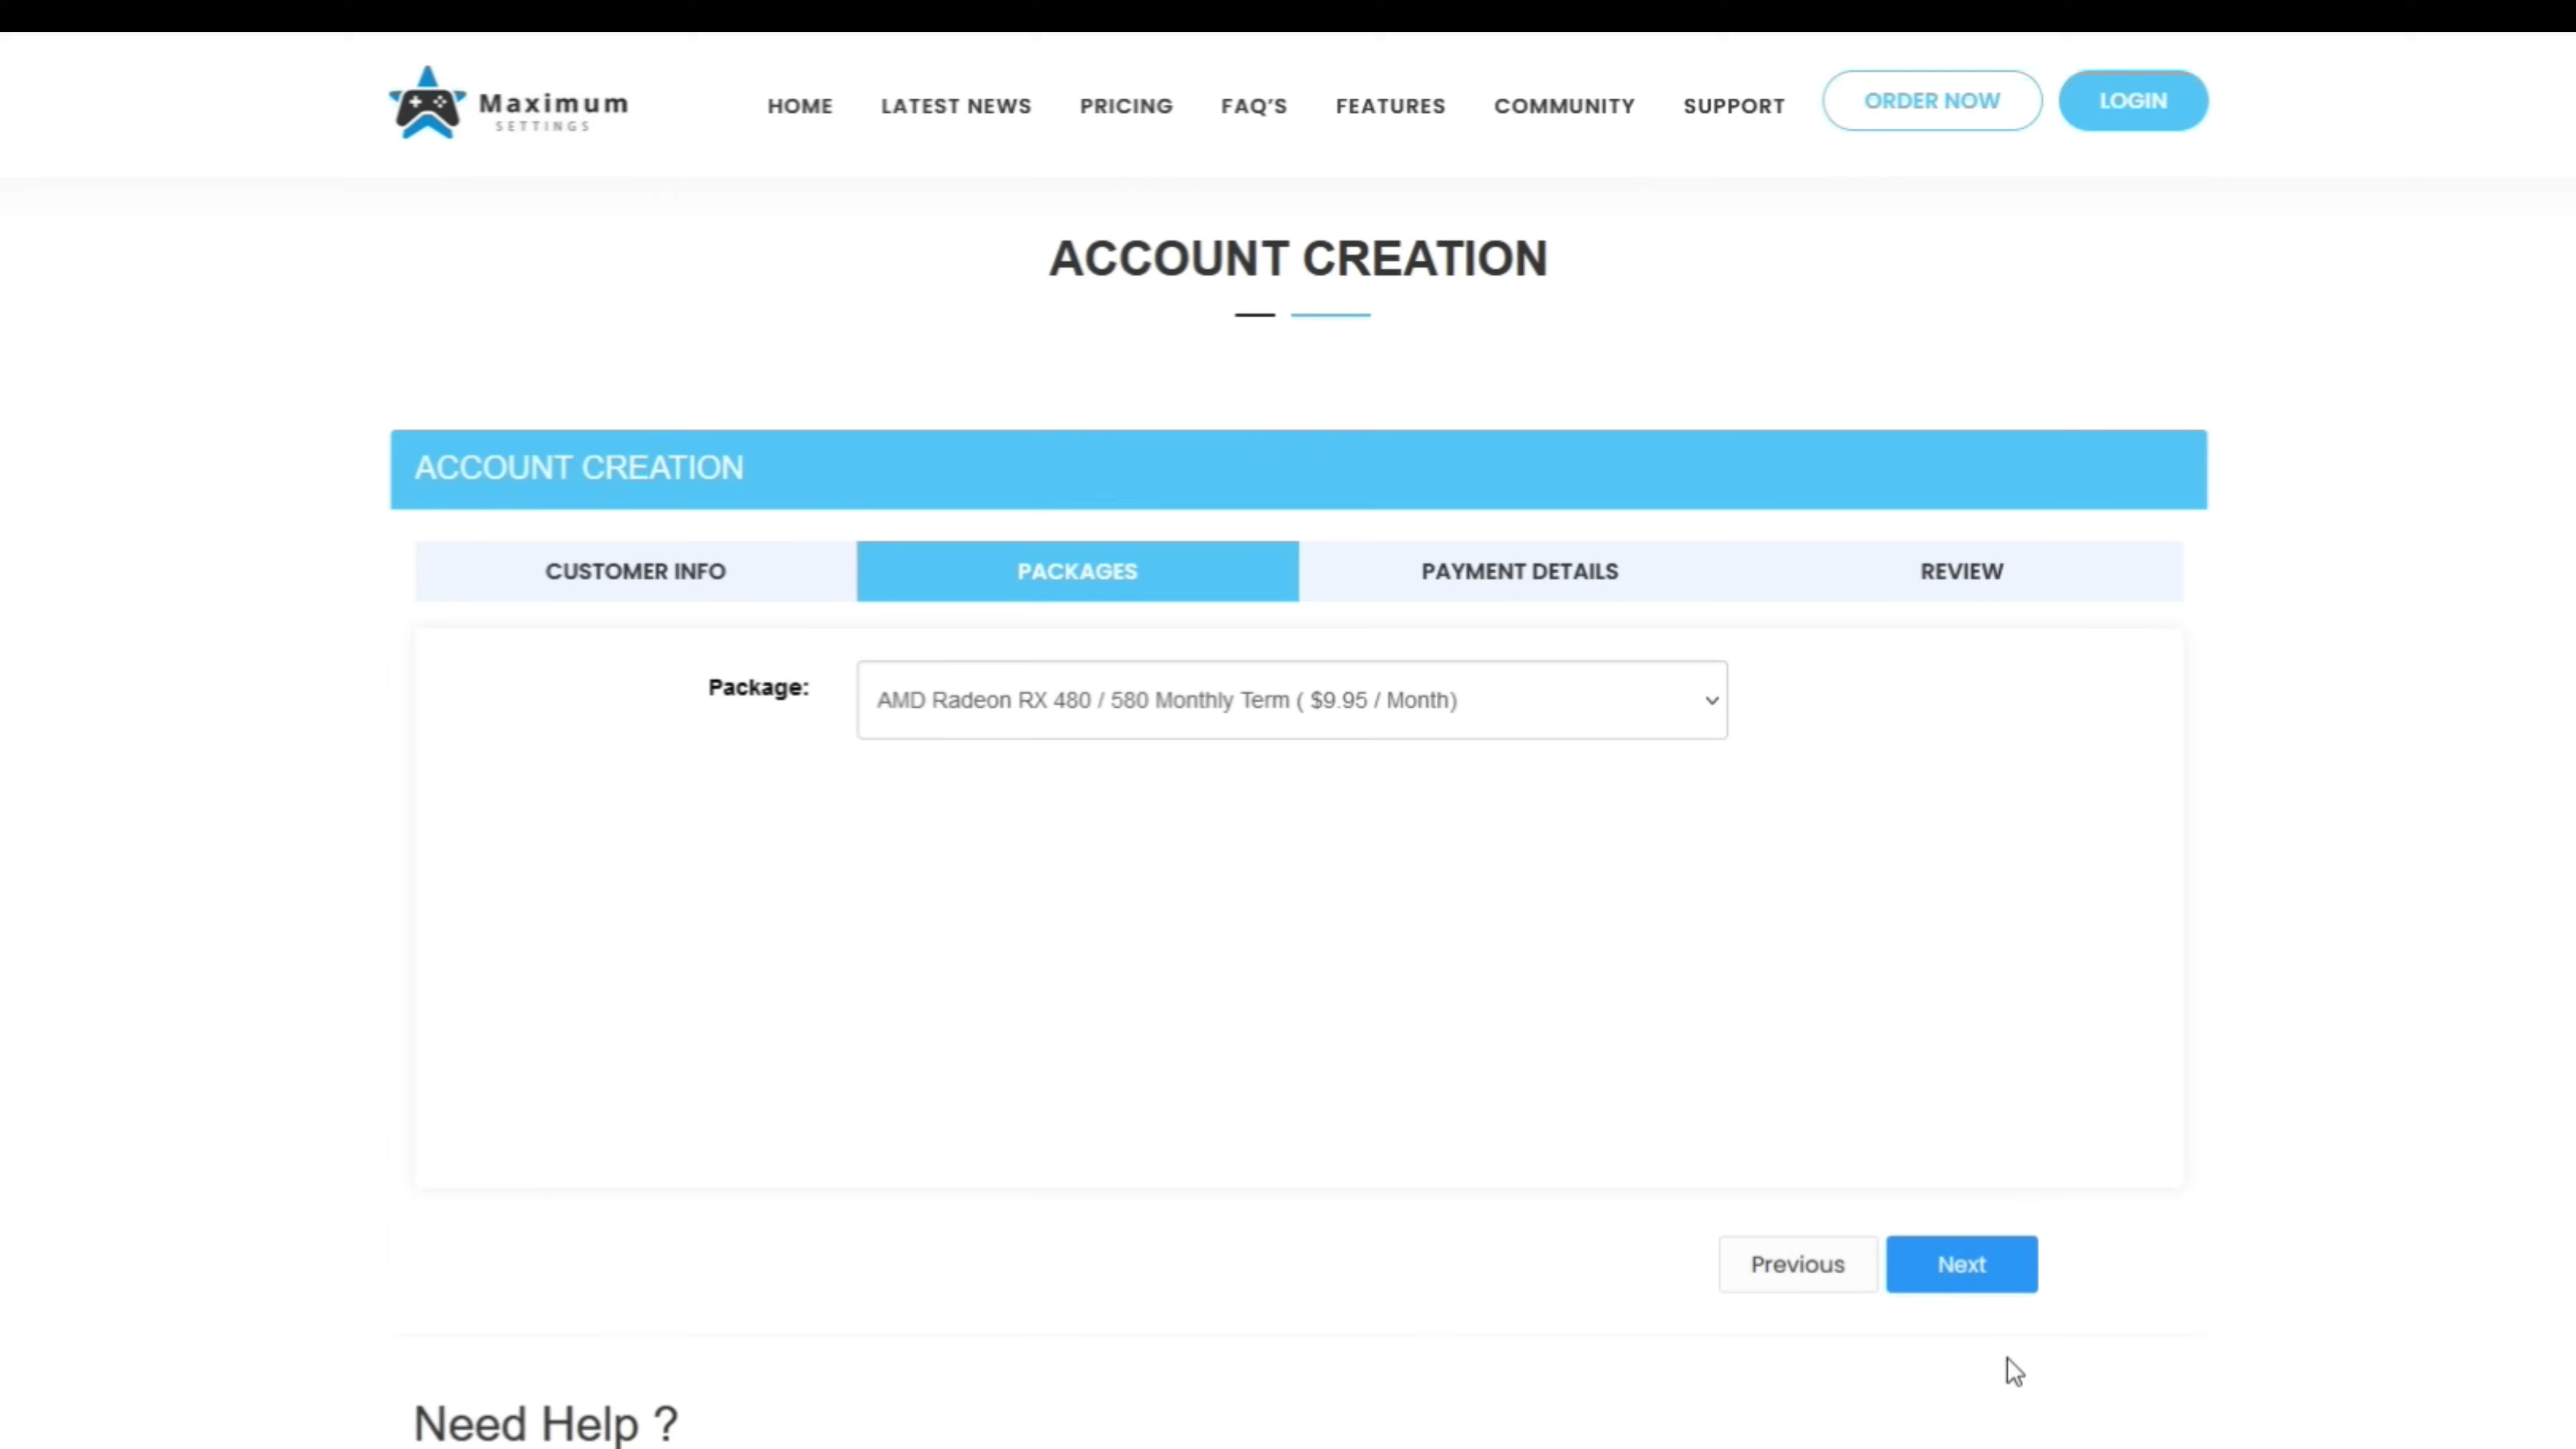 Maximum
SETTINGS
HOME LATEST NEWS PRICING FAQ'S FEATURES COMMUNITY SUPPORT ORDER NOW LOGIN
ACCOUNT CREATION
ACCOUNT CREATION
CUSTOMER INFO PACKAGES PAYMENT DETAILS REVIEW
Package: AMD Radeon RX 480 / 580 Monthly Term ( $9.95 / Month)
Previous Next
Need Help ?